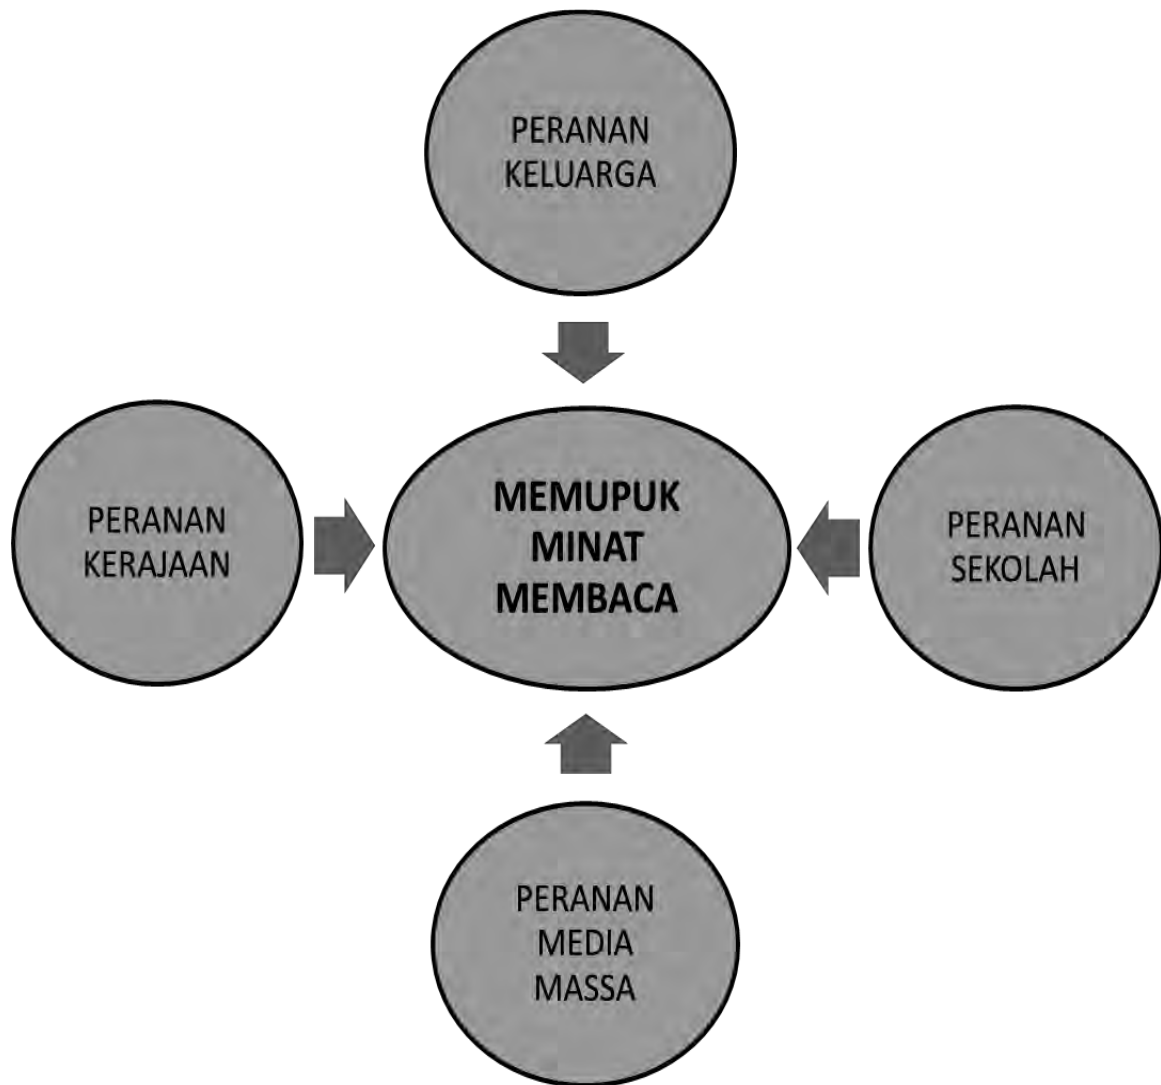 PERANAN
KELUARGA
PERANAN
KERAJAAN
MEMUPUK
MINAT
MEMBACA
PERANAN
SEKOLAH
PERANAN
MEDIA
MASSA